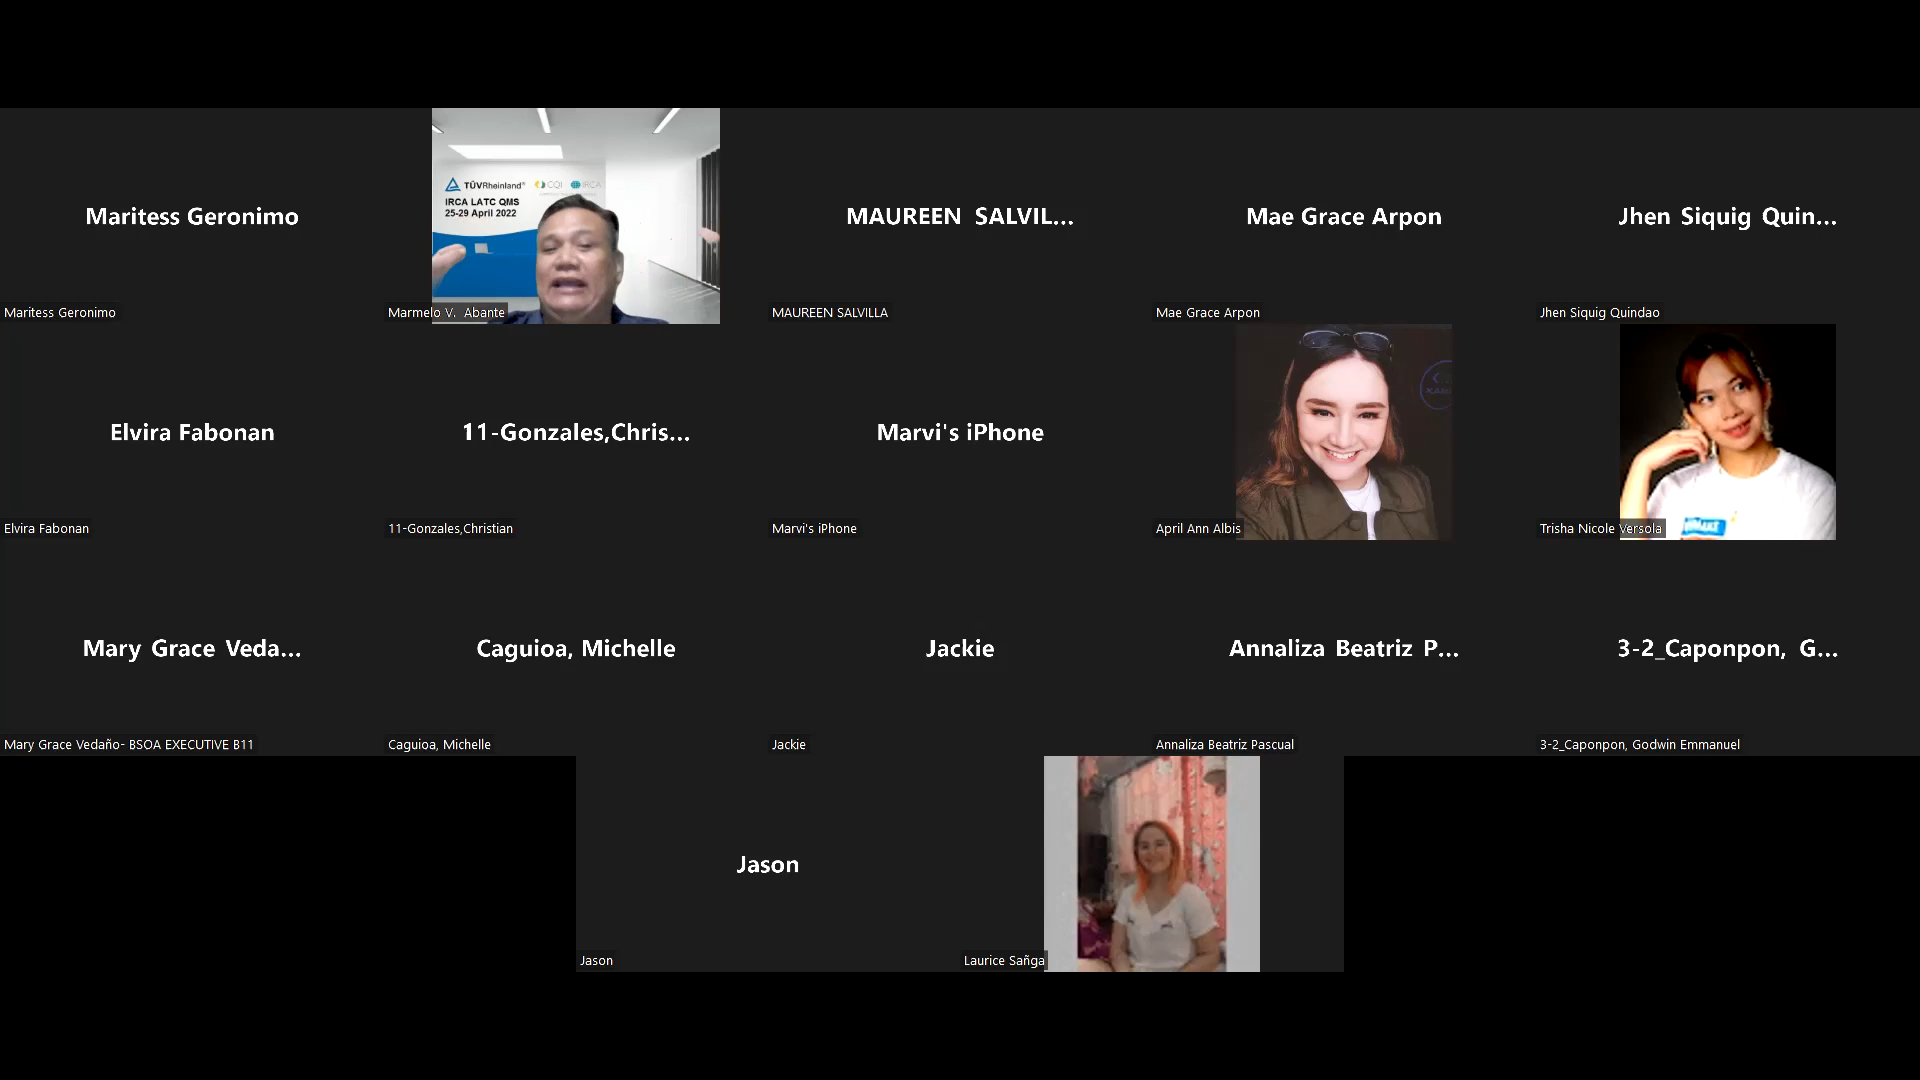 Maritess Geronimo
Maritess Geronimo
TÜVRheinland® CQI IRCA
IRCA LATC QMS
25-29 April 2022
Marmelo V. Abante
MAUREEN SALVIL...
MAUREEN SALVILLA
Mae Grace Arpon
Mae Grace Arpon
Jhen Siquig Quin...
Jhen Siquig Quindao
Elvira Fabonan
Elvira Fabonan
11-Gonzales,Chris...
11-Gonzales,Christian
Marvi's iPhone
Marvi's iPhone
April Ann Albis
Trisha Nicole Versola
Mary Grace Veda...
Mary Grace Vedaño- BSOA EXECUTIVE B11
Caguioa, Michelle
Caguioa, Michelle
Jackie
Jackie
Annaliza Beatriz P...
Annaliza Beatriz Pascual
3-2_Caponpon, G...
3-2_Caponpon, Godwin Emmanuel
Jason
Jason
Laurice Sañga